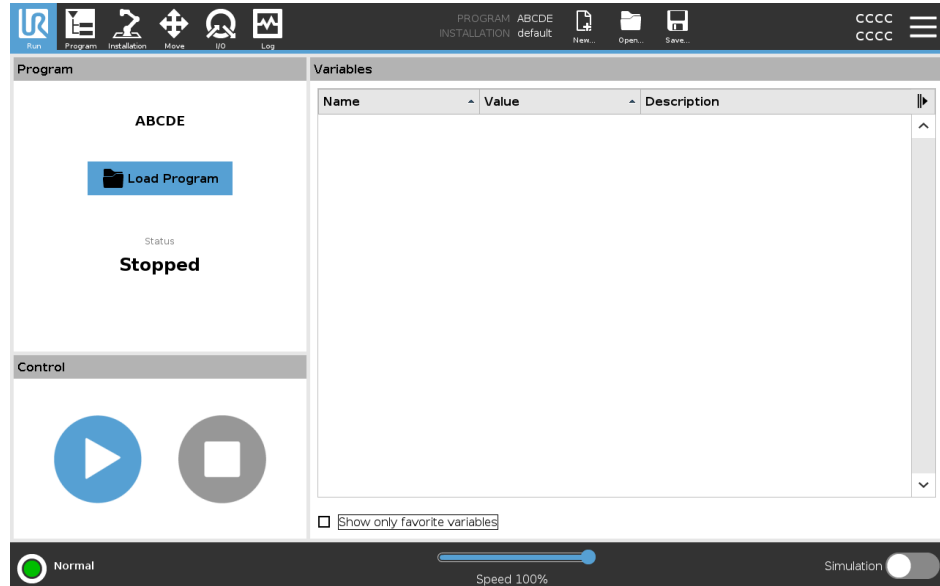 UR
Run
Program
Installation
Move
I/O
Log
PROGRAM ABCDE
INSTALLATION default
New...
Open...
Save...
CCCC
CCCC
Program
ABCDE
Load Program
Status
Stopped
Control
Variables
Name Value Description
Show only favorite variables
Normal
Speed 100%
Simulation